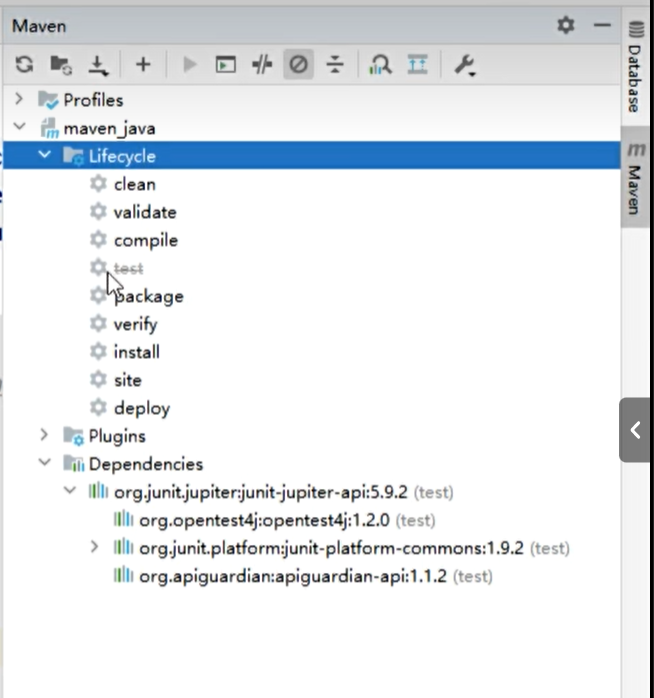 Maven
Profiles
maven_java
Lifecycle
clean
validate
compile
test
package
verify
install
site
deploy
Plugins
Dependencies
org.junit.jupiter:junit-jupiter-api:5.9.2 (test)
org.opentest4j:opentest4j:1.2.0 (test)
org.junit.platform:junit-platform-commons:1.9.2 (test)
org.apiguardian:apiguardian-api:1.1.2 (test)
Database
m Maven